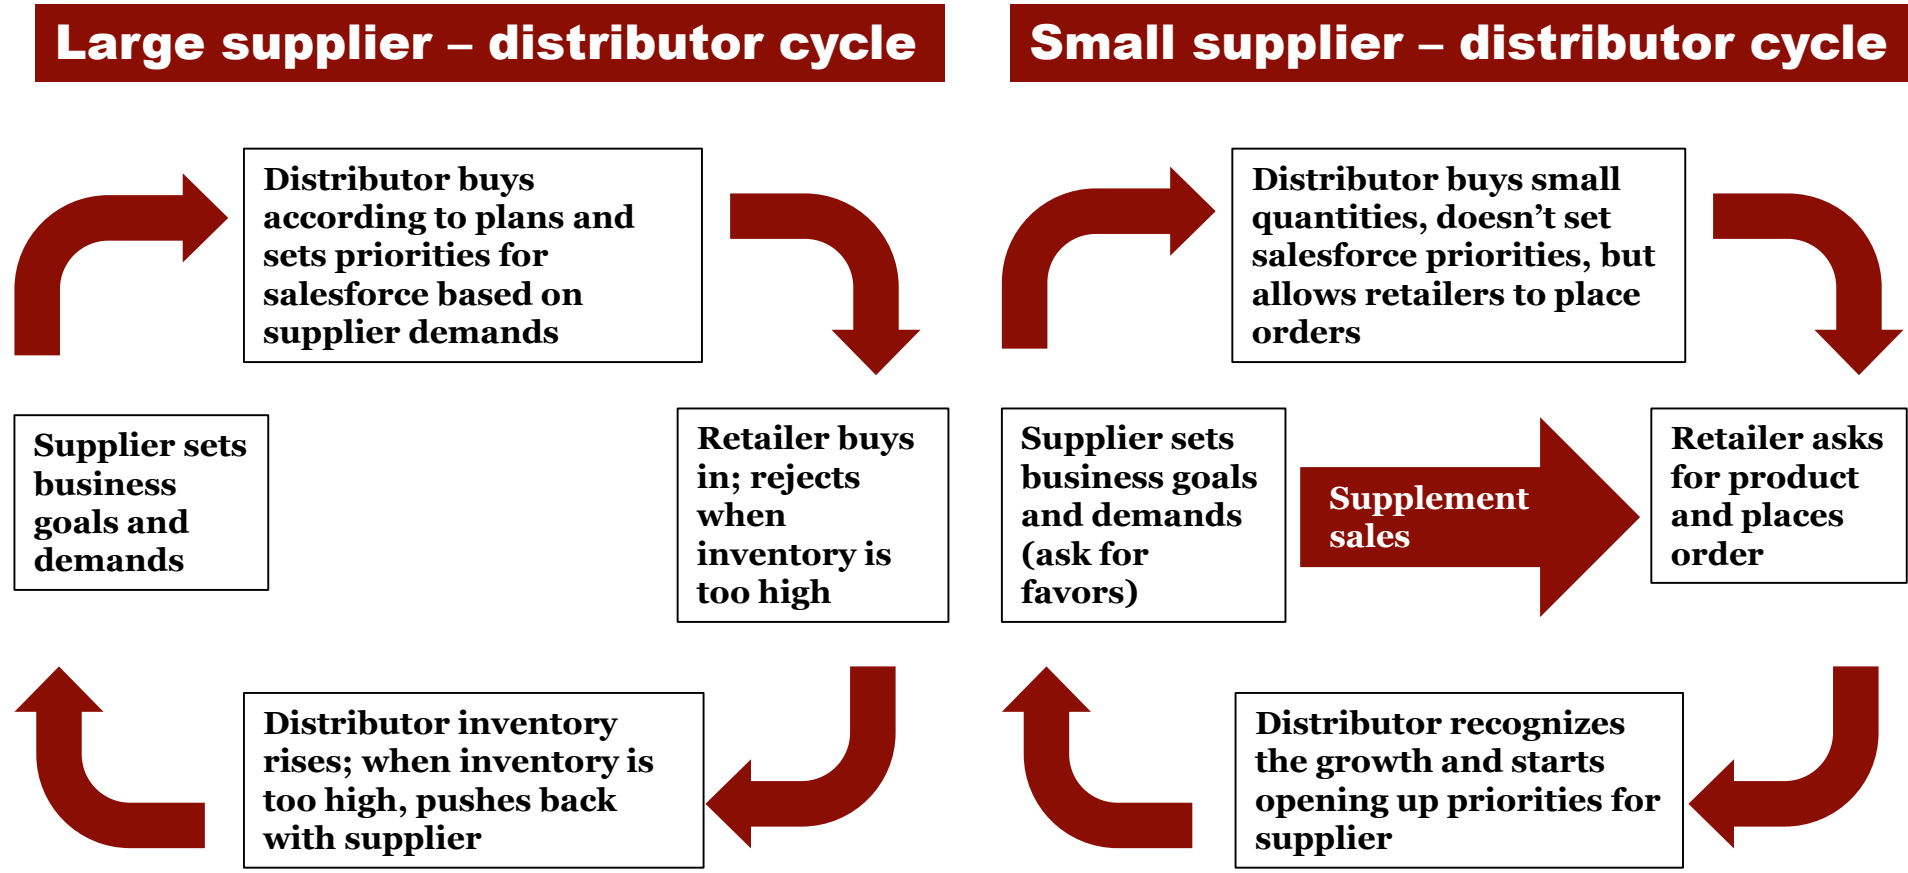 Large supplier – distributor cycle
Distributor buys
according to plans and
sets priorities for
salesforce based on
supplier demands
Supplier sets
business
goals and
demands
Retailer buys
in; rejects
when
inventory is
too high
Distributor inventory
rises; when inventory is
too high, pushes back
with supplier
Small supplier – distributor cycle
Distributor buys small
quantities, doesn’t set
salesforce priorities, but
allows retailers to place
orders
Supplier sets
business goals
and demands
(ask for
favors)
Supplement
sales
Retailer asks
for product
and places
order
Distributor recognizes
the growth and starts
opening up priorities for
supplier